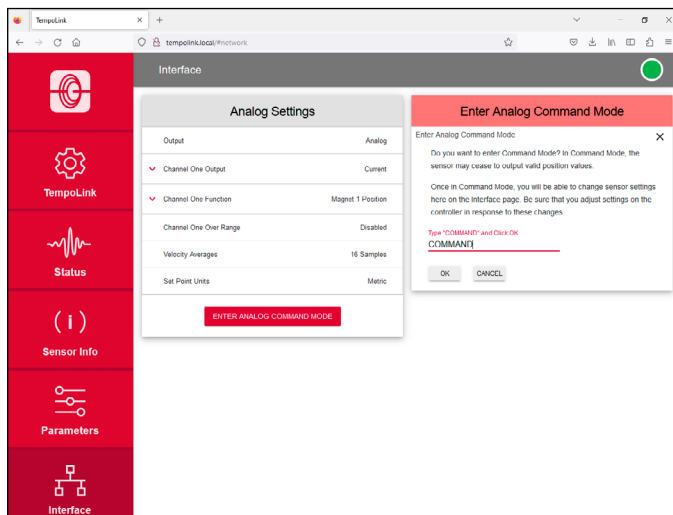 TempoLink
tempolink.local/#network
Interface
TempoLink
Status
(i)
Sensor Info
Parameters
Interface
Analog Settings
Output Analog
Channel One Output Current
Channel One Function Magnet 1 Position
Channel One Over Range Disabled
Velocity Averages 16 Samples
Set Point Units Metric
ENTER ANALOG COMMAND MODE
Enter Analog Command Mode
Enter Analog Command Mode
Do you want to enter Command Mode? In Command Mode, the
sensor may cease to output valid position values.
Once in Command Mode, you will be able to change sensor settings
here on the Interface page. Be sure that you adjust settings on the
controller in response to these changes
Type "COMMAND" and Click OK
COMMAND
OK CANCEL